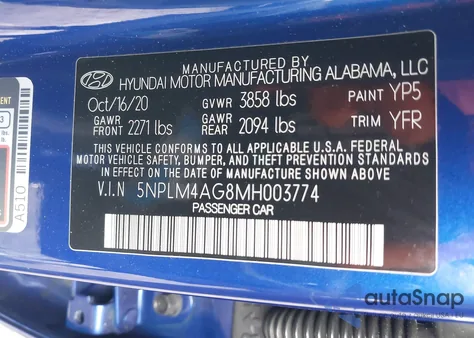 MANUFACTURED BY
HYUNDAI MOTOR MANUFACTURING ALABAMA, LLC
Oct/16/20 GVWR 3858 lbs PAINT YP5
GAWR FRONT 2271 lbs GAWR REAR 2094 lbs TRIM YFR
THIS VEHICLE CONFORMS TO ALL APPLICABLE U.S.A. FEDERAL
MOTOR VEHICLE SAFETY, BUMPER, AND THEFT PREVENTION STANDARDS
IN EFFECT ON THE DATE OF MANUFACTURE SHOWN ABOVE.
V.I.N 5NPLM4AG8MH003774
PASSENGER CAR
A510
autoSnap